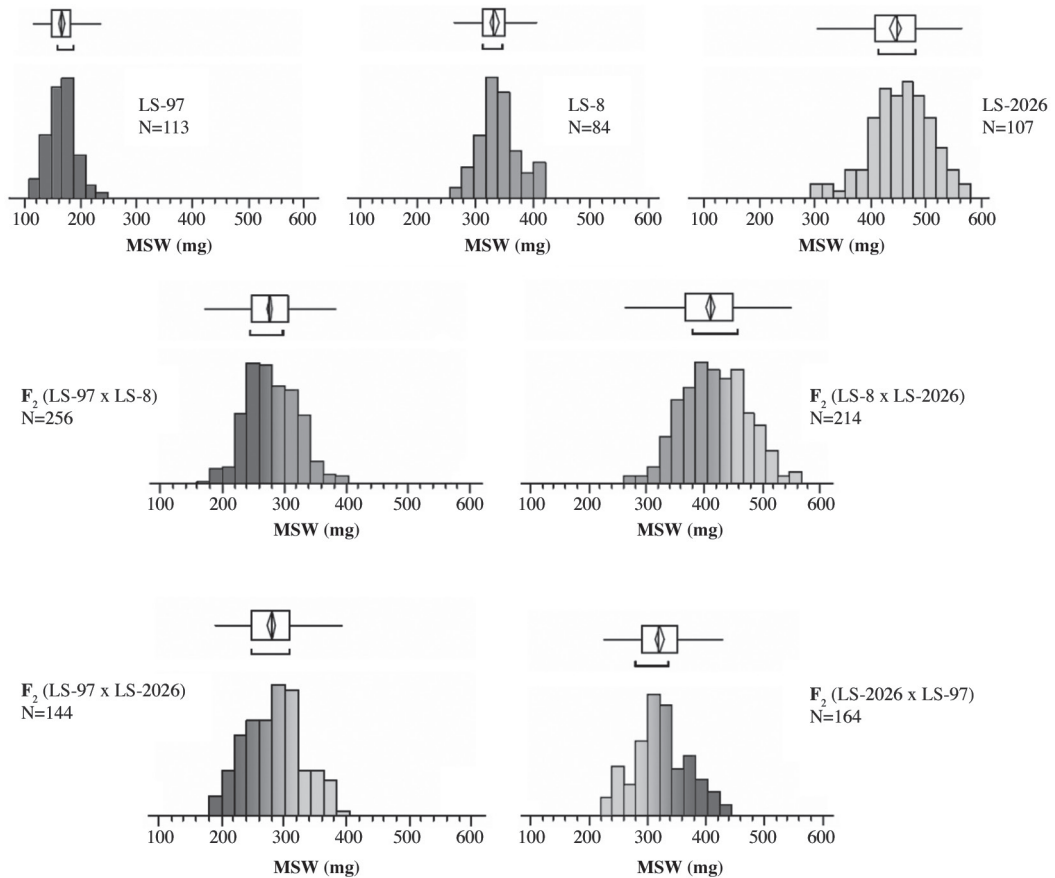 LS-97
N=113
100 200 300 400 500 600
MSW (mg)
LS-8
N=84
100 200 300 400 500 600
MSW (mg)
LS-2026
N=107
100 200 300 400 500 600
MSW (mg)
F₂ (LS-97 x LS-8)
N=256
100 200 300 400 500 600
MSW (mg)
F₂ (LS-8 x LS-2026)
N=214
100 200 300 400 500 600
MSW (mg)
F₂ (LS-97 x LS-2026)
N=144
100 200 300 400 500 600
MSW (mg)
F₂ (LS-2026 x LS-97)
N=164
100 200 300 400 500 600
MSW (mg)